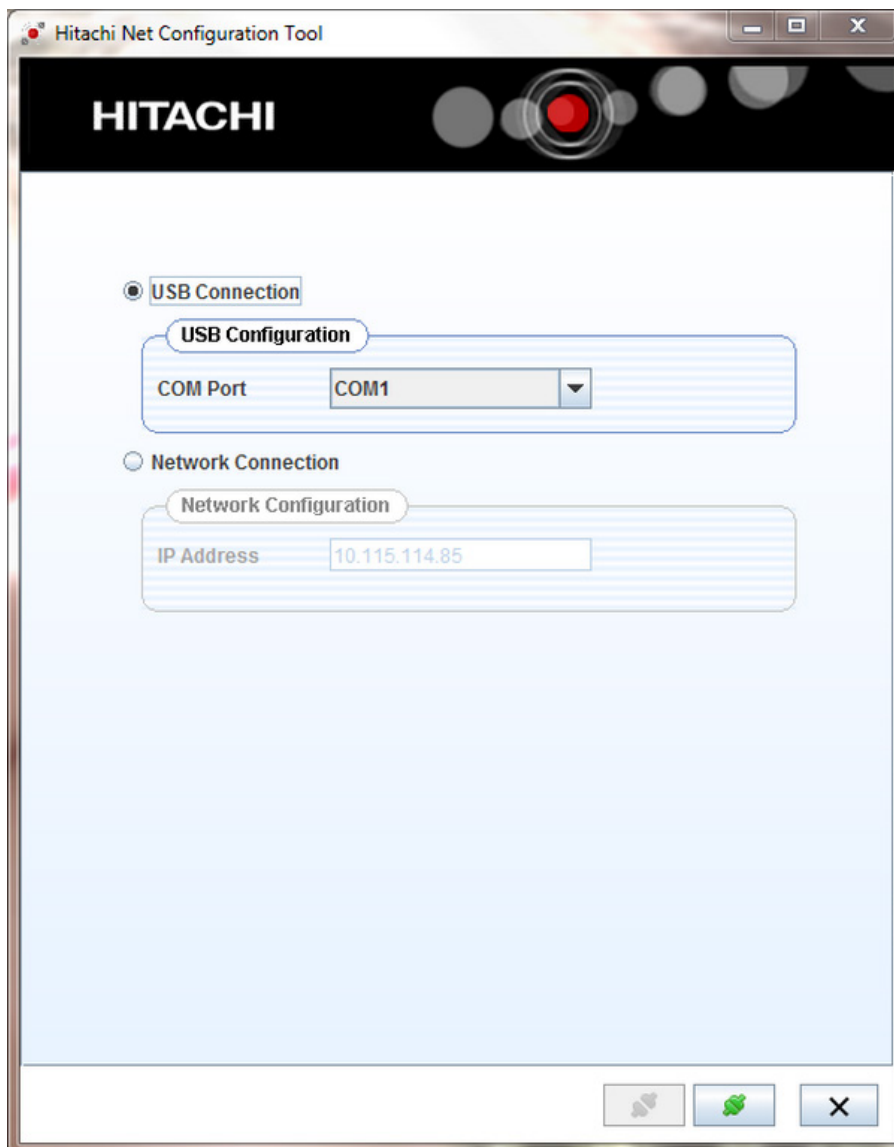 Hitachi Net Configuration Tool
HITACHI
USB Connection
USB Configuration
COM Port COM1
Network Connection
Network Configuration
IP Address 10.115.114.85